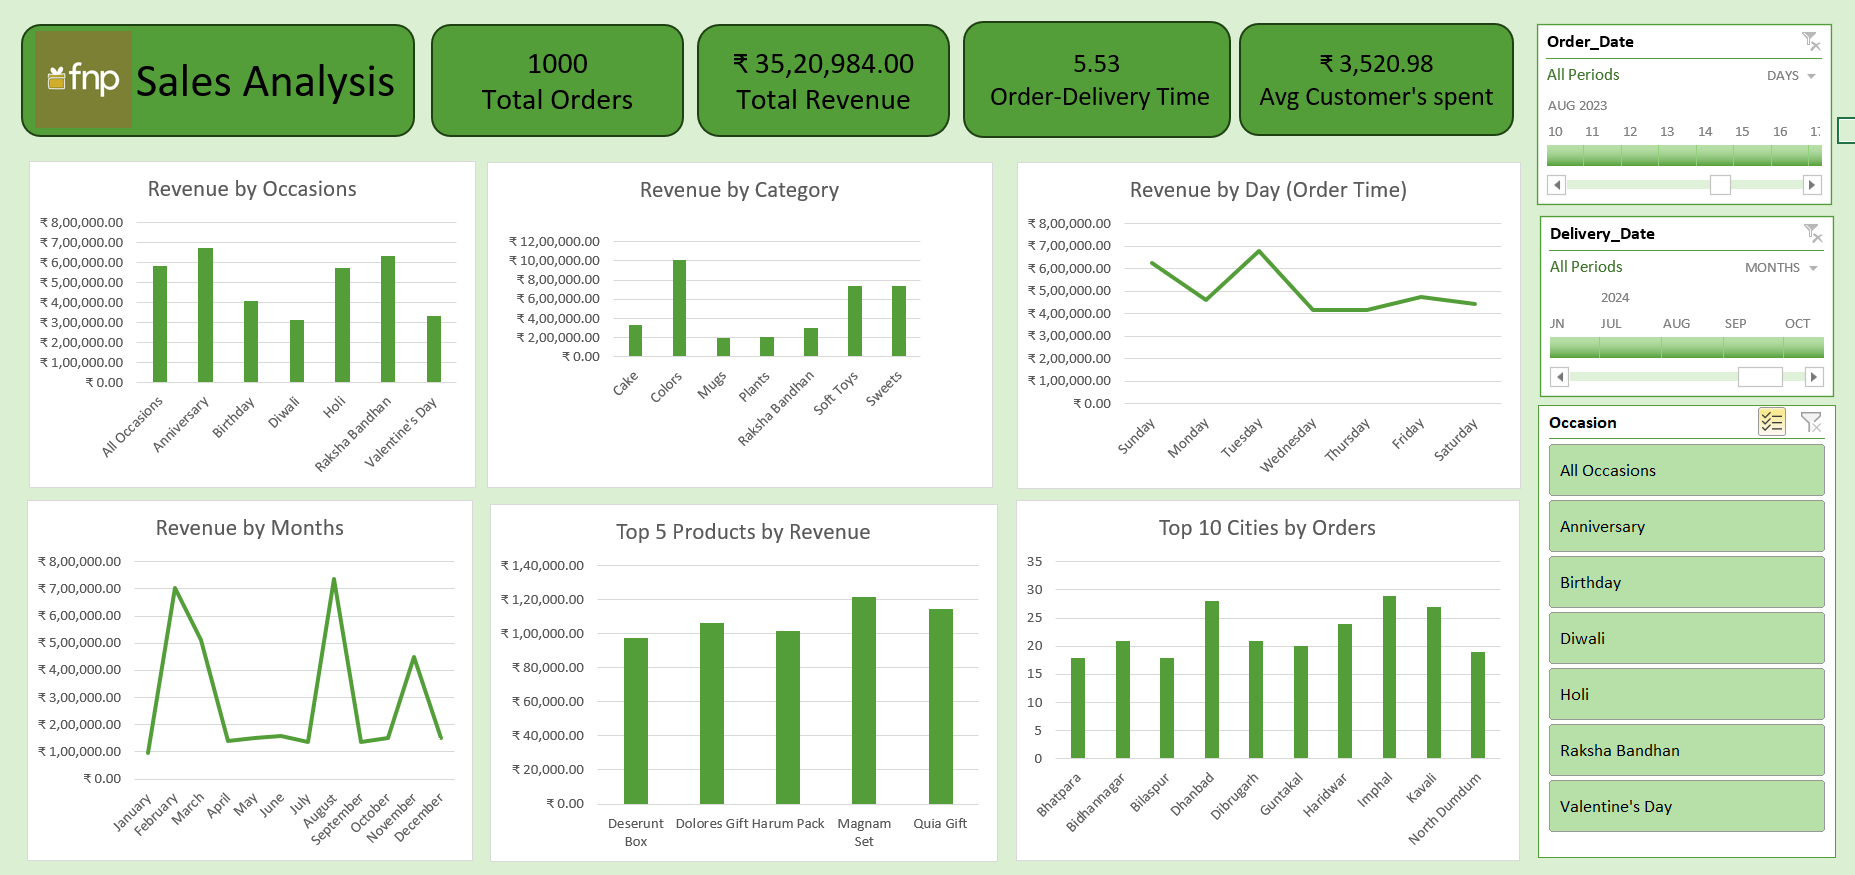 fnp
Sales Analysis
1000
Total Orders
₹ 35,20,984.00
Total Revenue
5.53
Order-Delivery Time
₹ 3,520.98
Avg Customer's spent
Order_Date
All Periods
DAYS
AUG 2023
10 11 12 13 14 15 16
Delivery_Date
All Periods
MONTHS
2024
JUL AUG SEP OCT
Occasion
All Occasions
Anniversary
Birthday
Diwali
Holi
Raksha Bandhan
Valentine's Day
Revenue by Occasions
₹ 8,00,000.00
₹ 7,00,000.00
₹ 6,00,000.00
₹ 5,00,000.00
₹ 4,00,000.00
₹ 3,00,000.00
₹ 2,00,000.00
₹ 1,00,000.00
₹ 0.00
All Occasions
Anniversary
Birthday
Diwali
Holi
Raksha Bandhan
Valentine's Day
Revenue by Category
₹ 12,00,000.00
₹ 10,00,000.00
₹ 8,00,000.00
₹ 6,00,000.00
₹ 4,00,000.00
₹ 2,00,000.00
₹ 0.00
Cake
Colors
Mugs
Plants
Raksha Bandhan
Soft Toys
Sweets
Revenue by Day (Order Time)
₹ 8,00,000.00
₹ 7,00,000.00
₹ 6,00,000.00
₹ 5,00,000.00
₹ 4,00,000.00
₹ 3,00,000.00
₹ 2,00,000.00
₹ 1,00,000.00
₹ 0.00
Sunday
Monday
Tuesday
Wednesday
Thursday
Friday
Saturday
Revenue by Months
₹ 8,00,000.00
₹ 7,00,000.00
₹ 6,00,000.00
₹ 5,00,000.00
₹ 4,00,000.00
₹ 3,00,000.00
₹ 2,00,000.00
₹ 1,00,000.00
₹ 0.00
January
February
March
April
May
June
July
August
September
October
November
December
Top 5 Products by Revenue
₹ 1,40,000.00
₹ 1,20,000.00
₹ 1,00,000.00
₹ 80,000.00
₹ 60,000.00
₹ 40,000.00
₹ 20,000.00
₹ 0.00
Deserunt
Box
Dolores Gift
Harum Pack
Magnam
Set
Quia Gift
Top 10 Cities by Orders
35
30
25
20
15
10
5
0
Bhatpara
Bidhannagar
Bilaspur
Dhanbad
Dibrugarh
Guntakal
Haridwar
Imphal
Kavali
North Dumdum